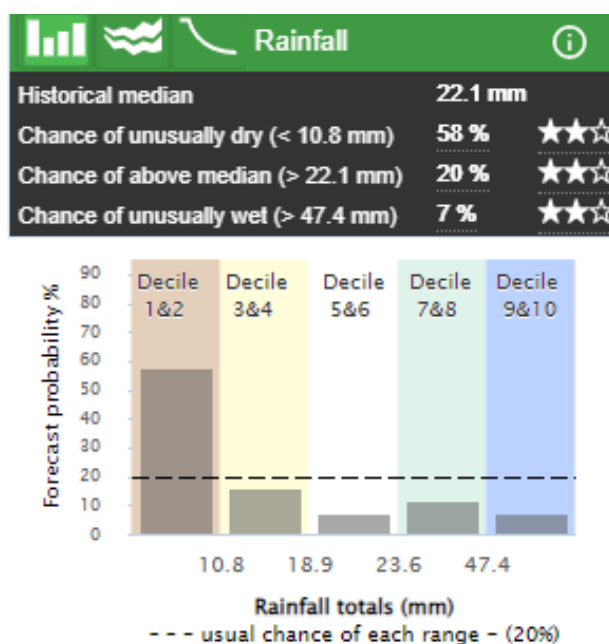 Rainfall
Historical median 22.1 mm
Chance of unusually dry (< 10.8 mm) 58 %
Chance of above median (> 22.1 mm) 20 %
Chance of unusually wet (> 47.4 mm) 7 %
Forecast probability %
90
80
70
60
50
40
30
20
10
0
Decile 1&2
Decile 3&4
Decile 5&6
Decile 7&8
Decile 9&10
10.8 18.9 23.6 47.4
Rainfall totals (mm)
- - - usual chance of each range - (20%)